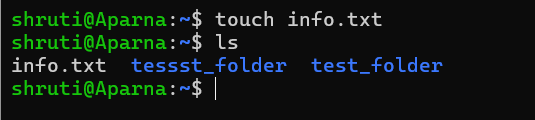 shruti@Aparna:~$ touch info.txt
shruti@Aparna:~$ ls
info.txt  tessst_folder  test_folder
shruti@Aparna:~$